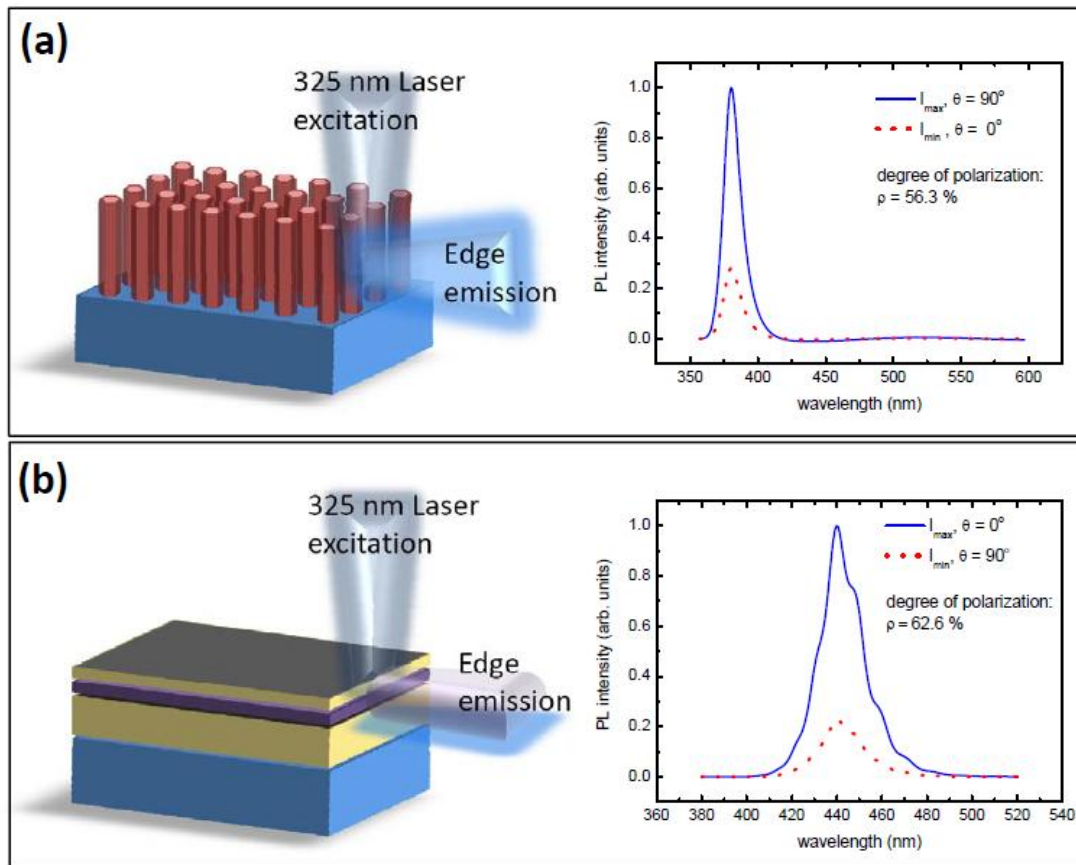 (a)
325 nm Laser
excitation
Edge
emission
PL intensity (arb. units)
1.0
0.8
0.6
0.4
0.2
0.0
I_max, θ = 90°
I_min, θ = 0°
degree of polarization:
ρ = 56.3 %
350 400 450 500 550 600
wavelength (nm)
(b)
325 nm Laser
excitation
Edge
emission
PL intensity (arb. units)
1.0
0.8
0.6
0.4
0.2
0.0
I_max, θ = 0°
I_min, θ = 90°
degree of polarization:
ρ = 62.6 %
360 380 400 420 440 460 480 500 520 540
wavelength (nm)